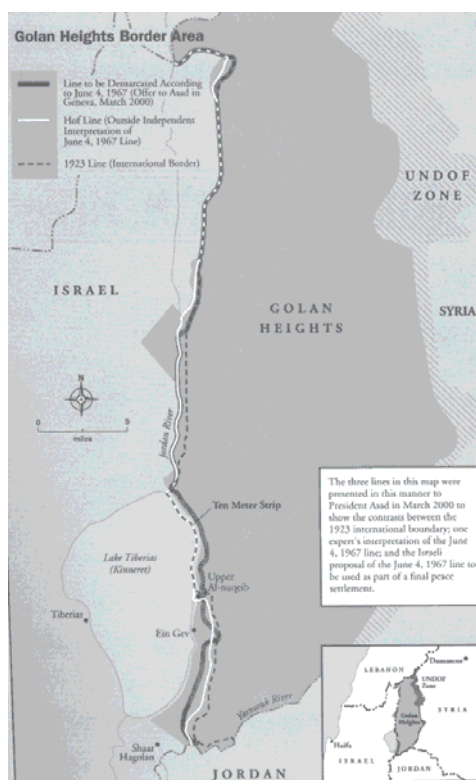 Golan Heights Border Area
Line to be Demarcated According
to June 4, 1967 (Offer to Asad in
Geneva, March 2000)
Hof Line (Outside Independent
Interpretation of
June 4, 1967 Line)
1923 Line (International Border)
UNDOF
ZONE
ISRAEL
GOLAN
HEIGHTS
SYRIA
N
0 5
miles
Jordan River
Ten Meter Strip
The three lines in this map were
presented in this manner to
President Asad in March 2000 to
show the contrasts between the
1923 international boundary; one
expert's interpretation of the June
4, 1967 line; and the Israeli
proposal of the June 4, 1967 line to
be used as part of a final peace
settlement.
Lake Tiberias
(Kinneret)
Upper
Al-nuqeib
Tiberias
Ein Gev
Yarmuk River
Shaar
Hagolan
JORDAN
LEBANON
Damascus
UNDOF
Zone
SYRIA
Golan
Heights
Haifa
ISRAEL
JORDAN